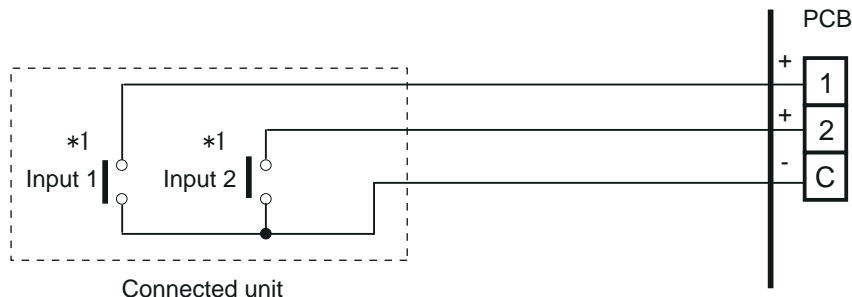 PCB
+
1
+
2
-
C
*1
Input 1
*1
Input 2
Connected unit